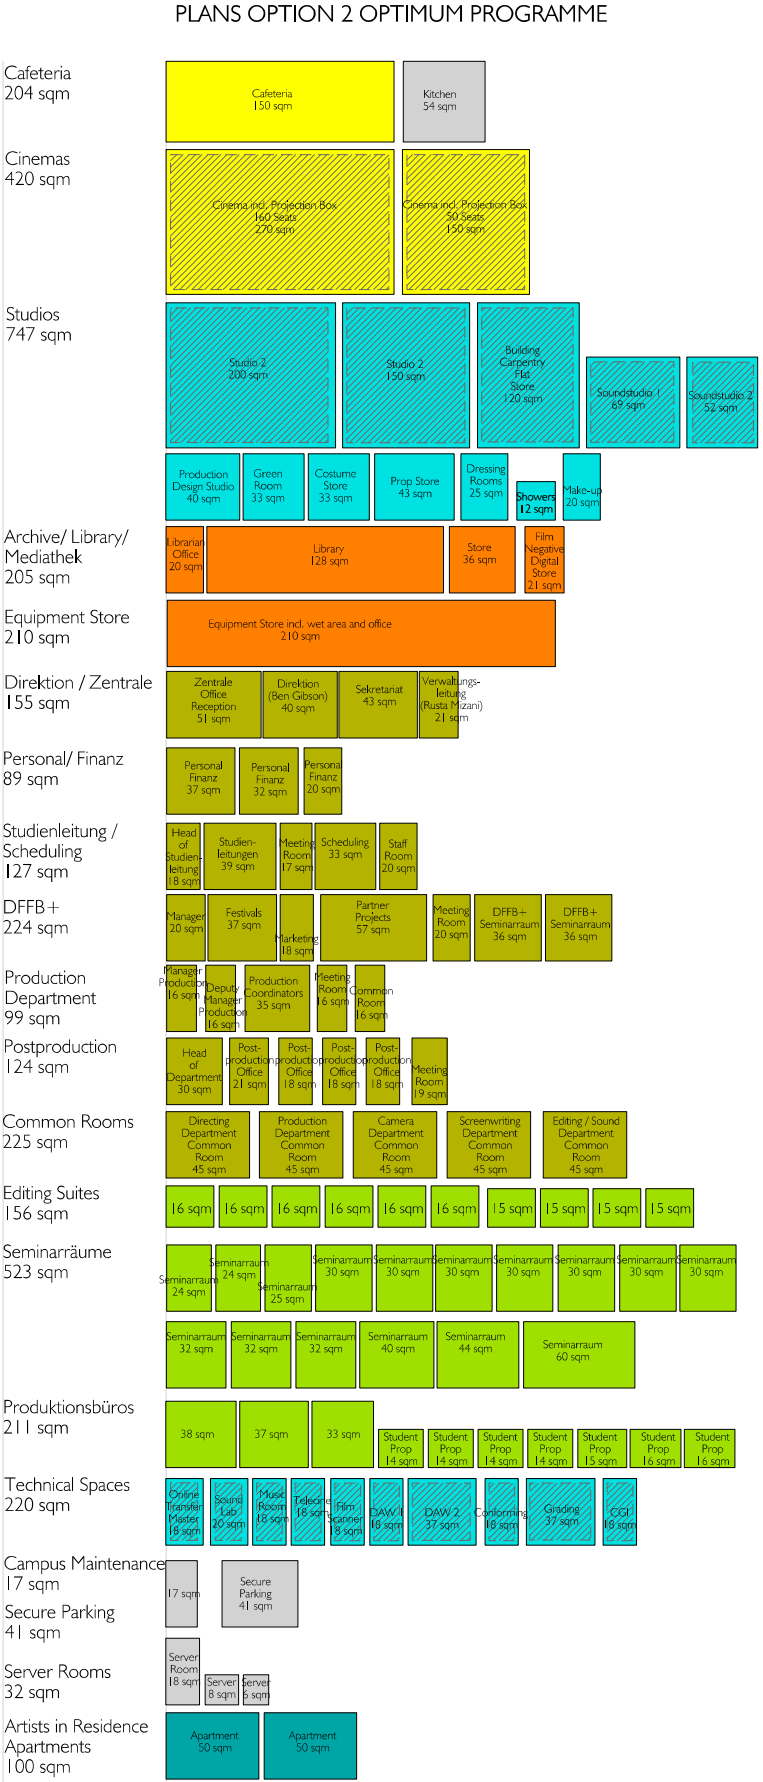 PLANS OPTION 2 OPTIMUM PROGRAMME
Cafeteria
204 sqm
Cafeteria
150 sqm
Kitchen
54 sqm
Cinemas
420 sqm
Cinema incl. Projection Box
160 Seats
270 sqm
Cinema incl. Projection Box
50 Seats
150 sqm
Studios
747 sqm
Studio 2
200 sqm
Studio 2
150 sqm
Building
Carpentry
Flat
Store
120 sqm
Soundstudio 1
69 sqm
Soundstudio 2
52 sqm
Production
Design Studio
40 sqm
Green
Room
33 sqm
Costume
Store
33 sqm
Prop Store
43 sqm
Dressing
Rooms
25 sqm
Showers
12 sqm
Make-up
20 sqm
Archive/ Library/
Mediathek
205 sqm
Librarian
Office
20 sqm
Library
128 sqm
Store
36 sqm
Film
Negative
Digital
Store
21 sqm
Equipment Store
210 sqm
Equipment Store incl. wet area and office
210 sqm
Direktion / Zentrale
155 sqm
Zentrale
Office
Reception
51 sqm
Direktion
(Ben Gibson)
40 sqm
Sekretariat
43 sqm
Verwaltungs-
leitung
(Rusta Mizani)
21 sqm
Personal/ Finanz
89 sqm
Personal
Finanz
37 sqm
Personal
Finanz
32 sqm
Personal
Finanz
20 sqm
Studienleitung /
Scheduling
127 sqm
Head
of
Studien-
leitung
18 sqm
Studien-
leitungen
39 sqm
Meeting
Room
17 sqm
Scheduling
33 sqm
Staff
Room
20 sqm
DFFB+
224 sqm
Manager
20 sqm
Festivals
37 sqm
Marketing
18 sqm
Partner
Projects
57 sqm
Meeting
Room
20 sqm
DFFB+
Seminarraum
36 sqm
DFFB+
Seminarraum
36 sqm
Production
Department
99 sqm
Manager
Production
16 sqm
Deputy
Manager
Production
16 sqm
Production
Coordinators
35 sqm
Meeting
Room
16 sqm
Common
Room
16 sqm
Postproduction
124 sqm
Head
of
Department
30 sqm
Post-
production
Office
21 sqm
Post-
production
Office
18 sqm
Post-
production
Office
18 sqm
Post-
production
Office
18 sqm
Meeting
Room
19 sqm
Common Rooms
225 sqm
Directing
Department
Common
Room
45 sqm
Production
Department
Common
Room
45 sqm
Camera
Department
Common
Room
45 sqm
Screenwriting
Department
Common
Room
45 sqm
Editing / Sound
Department
Common
Room
45 sqm
Editing Suites
156 sqm
16 sqm
16 sqm
16 sqm
16 sqm
16 sqm
16 sqm
15 sqm
15 sqm
15 sqm
15 sqm
Seminarräume
523 sqm
Seminarraum
24 sqm
Seminarraum
24 sqm
Seminarraum
25 sqm
Seminarraum
30 sqm
Seminarraum
30 sqm
Seminarraum
30 sqm
Seminarraum
30 sqm
Seminarraum
30 sqm
Seminarraum
30 sqm
Seminarraum
30 sqm
Seminarraum
32 sqm
Seminarraum
32 sqm
Seminarraum
32 sqm
Seminarraum
40 sqm
Seminarraum
44 sqm
Seminarraum
60 sqm
Produktionsbüros
211 sqm
38 sqm
37 sqm
33 sqm
Student
Prop
14 sqm
Student
Prop
14 sqm
Student
Prop
14 sqm
Student
Prop
14 sqm
Student
Prop
15 sqm
Student
Prop
16 sqm
Student
Prop
16 sqm
Technical Spaces
220 sqm
Online
Transfer
Master
18 sqm
Sound
Lab
20 sqm
Music
Room
18 sqm
Telecine
18 sqm
Film
Scanner
18 sqm
DAW 1
18 sqm
DAW 2
37 sqm
Conforming
18 sqm
Grading
37 sqm
CGI
18 sqm
Campus Maintenance
17 sqm
17 sqm
Secure
Parking
41 sqm
Secure Parking
41 sqm
Server Rooms
32 sqm
Server
Room
18 sqm
Server
8 sqm
Server
6 sqm
Artists in Residence
Apartments
100 sqm
Apartment
50 sqm
Apartment
50 sqm